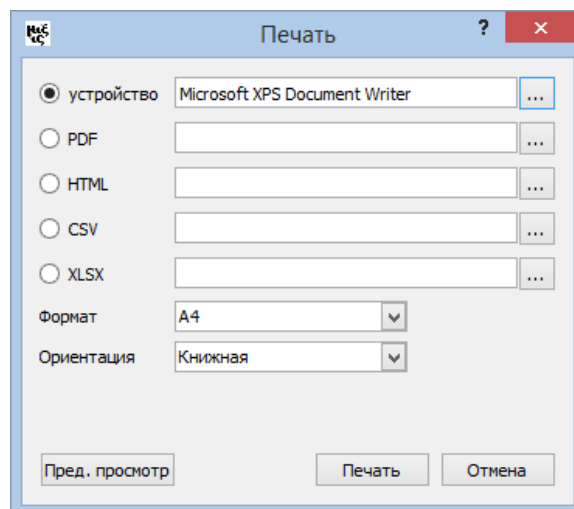 Печать
?
устройство Microsoft XPS Document Writer ...
PDF ...
HTML ...
CSV ...
XLSX ...
Формат A4
Ориентация Книжная
Пред. просмотр Печать Отмена